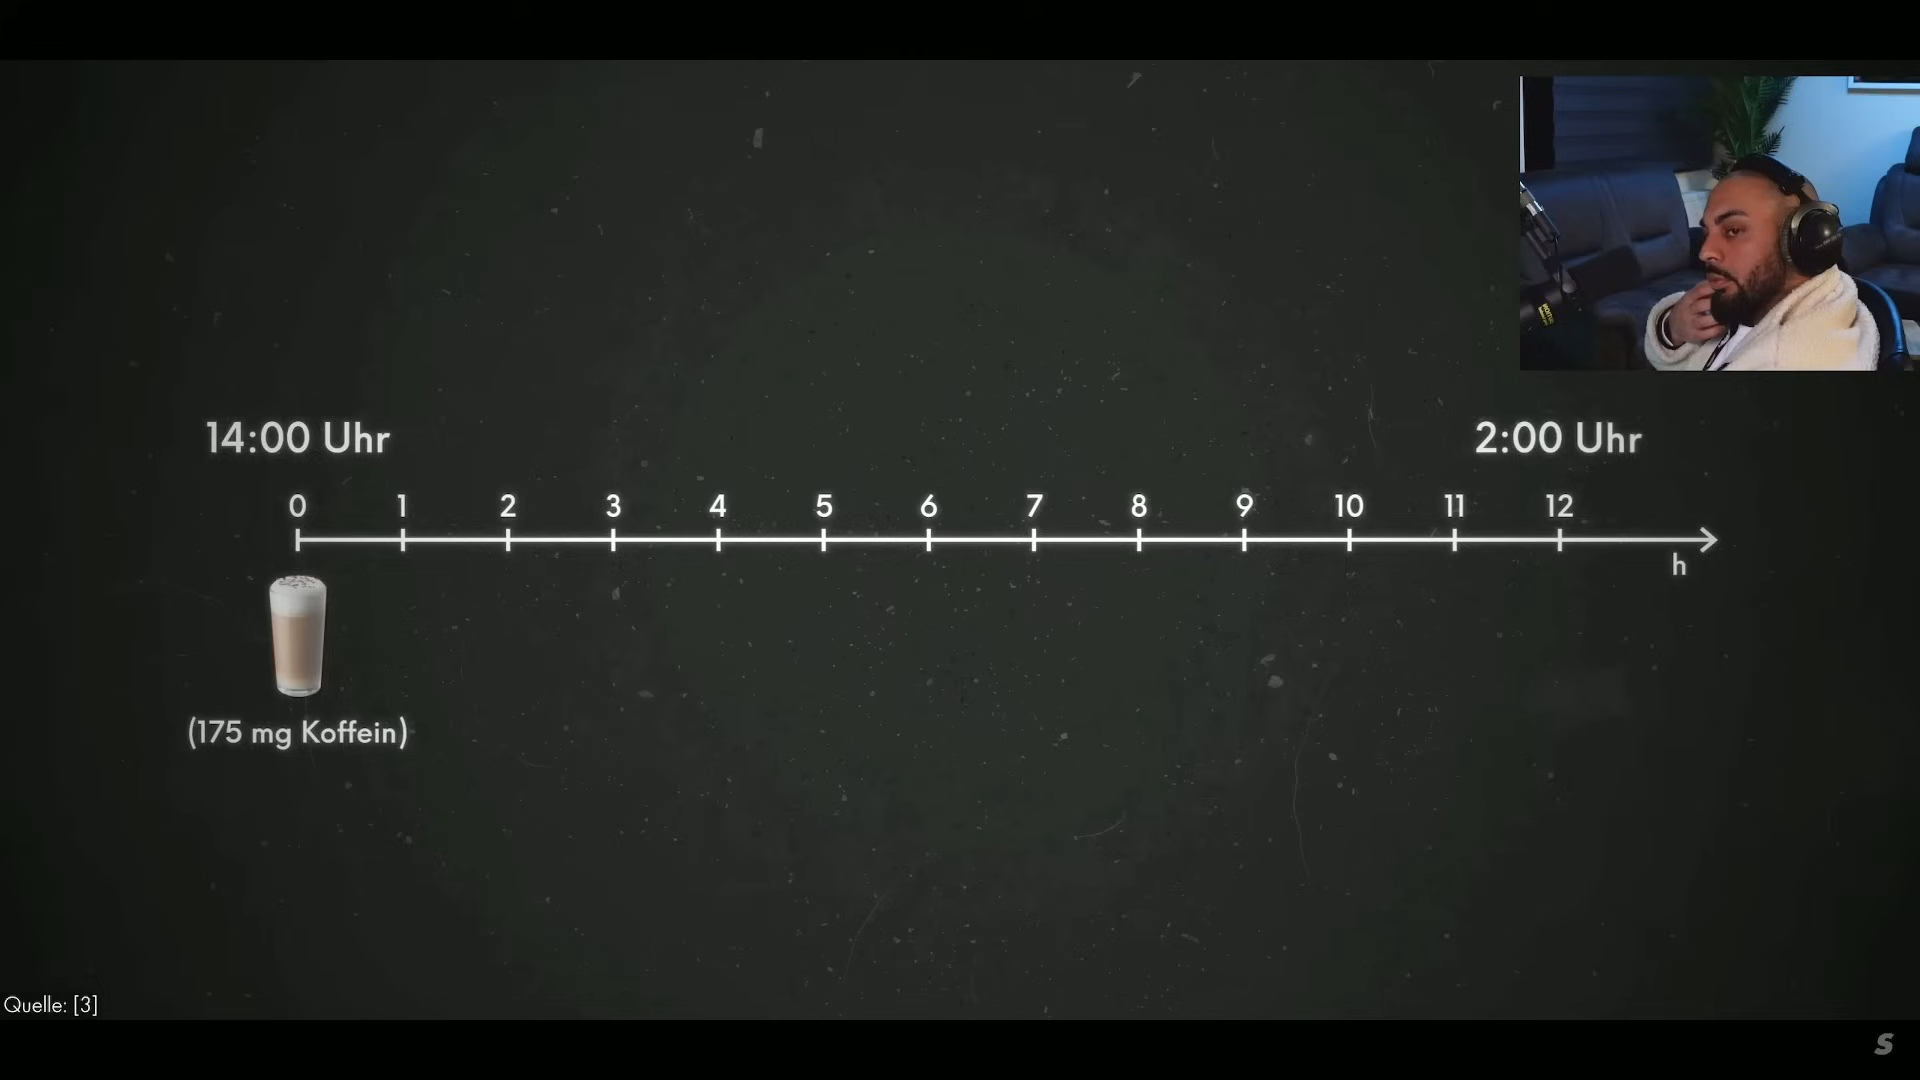 14:00 Uhr
2:00 Uhr
0 1 2 3 4 5 6 7 8 9 10 11 12
h
(175 mg Koffein)
Quelle: [3]
S